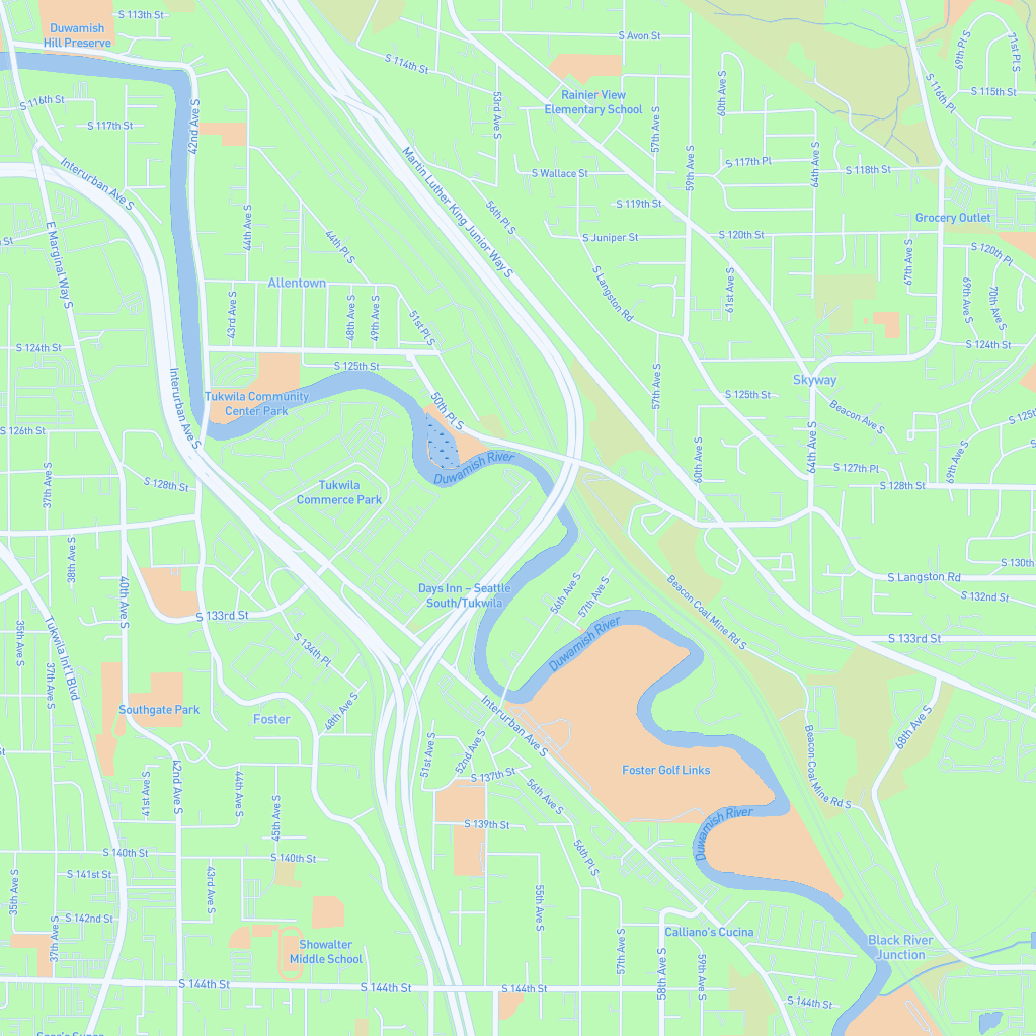 S 113th St
Duwamish
Hill Preserve
S Avon St
S 114th St
69th Pl S
71st Pl S
Rainier View
Elementary School
53rd Ave S
60th Ave S
S 115th St
S 116th Pl
S 116th St
42nd Ave S
57th Ave S
S 117th St
Interurban Ave S
Martin Luther King Junior Way S
59th Ave S
S 117th Pl
64th Ave S
S 118th St
S Wallace St
56th Pl S
S 119th St
Grocery Outlet
44th Ave S
44th Pl S
S Juniper St
S 120th St
67th Ave S
S 120th Pl
E Marginal Way S
Allentown
S Langston Rd
61st Ave S
69th Ave S
70th Ave S
43rd Ave S
48th Ave S
49th Ave S
51st Pl S
S 124th St
S 124th St
S 125th St
Interurban Ave S
Tukwila Community
Center Park
50th Pl S
57th Ave S
S 125th St
Skyway
Beacon Ave S
S 125th
S 126th St
60th Ave S
64th Ave S
69th Ave S
37th Ave S
S 128th St
Duwamish River
S 127th Pl
S 128th St
Tukwila
Commerce Park
38th Ave S
40th Ave S
Days Inn – Seattle
South/Tukwila
56th Ave S
57th Ave S
Beacon Coal Mine Rd S
S 130th
S Langston Rd
S 132nd St
S 133rd St
35th Ave S
Tukwila Int'l Blvd
S 134th Pl
Duwamish River
S 133rd St
37th Ave S
Southgate Park
Foster
48th Ave S
Interurban Ave S
68th Ave S
51st Ave S
52nd Ave S
Beacon Coal Mine Rd S
Foster Golf Links
41st Ave S
42nd Ave S
44th Ave S
S 137th St
56th Ave S
45th Ave S
S 139th St
Duwamish River
S 140th St
S 140th St
56th Pl S
35th Ave S
S 141st St
43rd Ave S
55th Ave S
S 142nd St
37th Ave S
Showalter
Middle School
57th Ave S
58th Ave S
59th Ave S
Calliano's Cucina
Black River
Junction
S 144th St
S 144th St
S 144th St
S 144th St